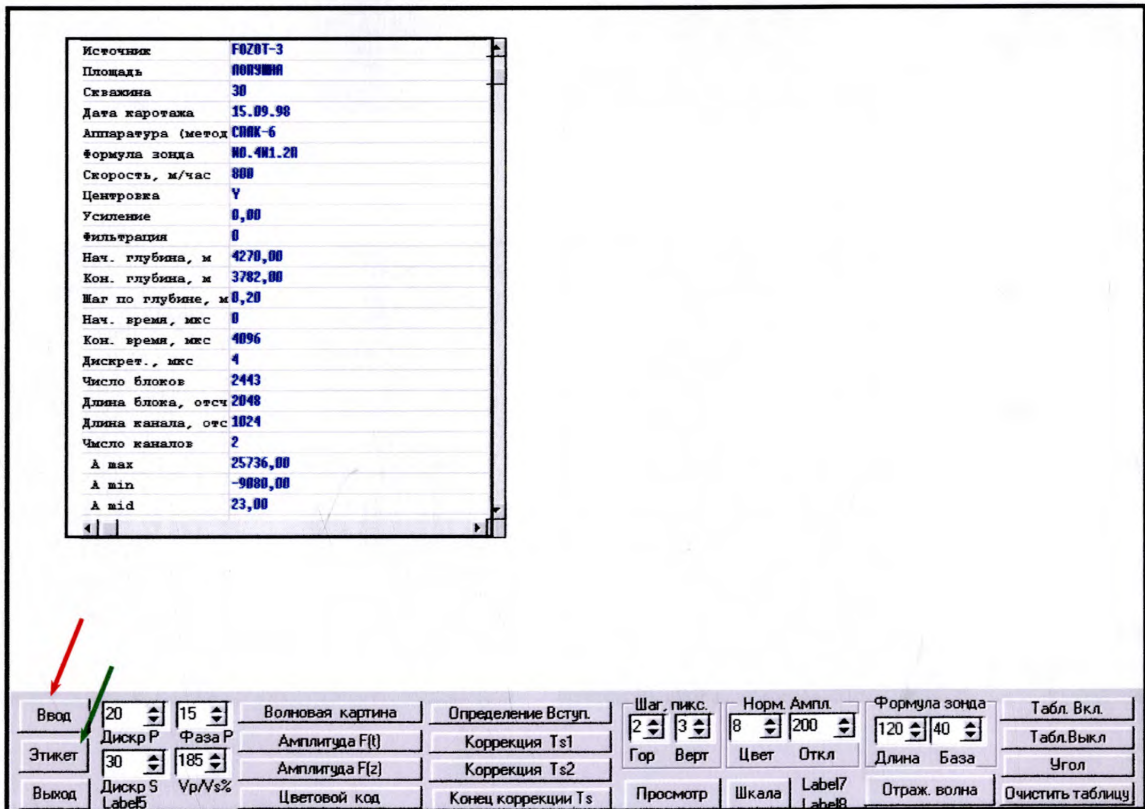 Источник FOZOT-3
Площадь ПОПУШНА
Скважина 30
Дата каротажа 15.09.98
Аппаратура (метод СПАК-6
Формула зонда И0.4И1.2П
Скорость, м/час 800
Центровка Y
Усиление 0,00
Фильтрация 0
Нач. глубина, м 4270,00
Кон. глубина, м 3782,00
Шаг по глубине, м 0,20
Нач. время, мкс 0
Кон. время, мкс 4096
Дискрет., мкс 4
Число блоков 2443
Длина блока, отсч 2048
Длина канала, отс 1024
Число каналов 2
A max 25736,00
A min -9080,00
A mid 23,00
Ввод
Этикет
Выход
20 15
Дискр P Фаза P
30 185
Дискр S Vp/Vs%
Label5
Волновая картина
Амплитуда F(t)
Амплитуда F(z)
Цветовой код
Определение Вступ.
Коррекция Ts1
Коррекция Ts2
Конец коррекции Ts
Шаг, пикс.
2 3
Гор Верт
Просмотр
Норм. Ампл.
8 200
Цвет Откл
Шкала
Label7
Label8
Формула зонда
120 40
Длина База
Отраж. волна
Табл. Вкл.
Табл.Выкл
Угол
Очистить таблицу